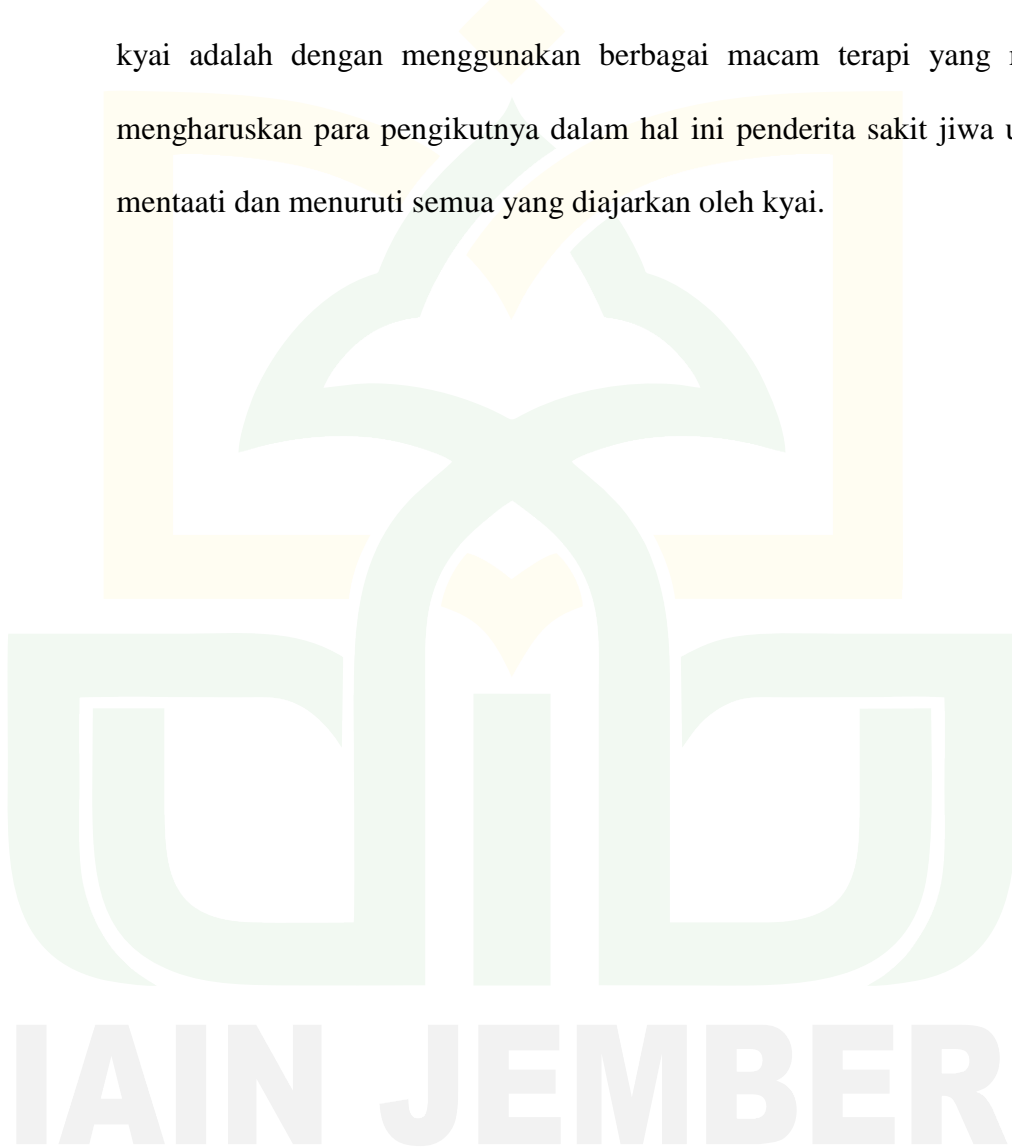 kyai adalah dengan menggunakan berbagai macam terapi yang
mengharuskan para pengikutnya dalam hal ini penderita sakit jiwa
mentaati dan menuruti semua yang diajarkan oleh kyai.
IAIN JEMBER